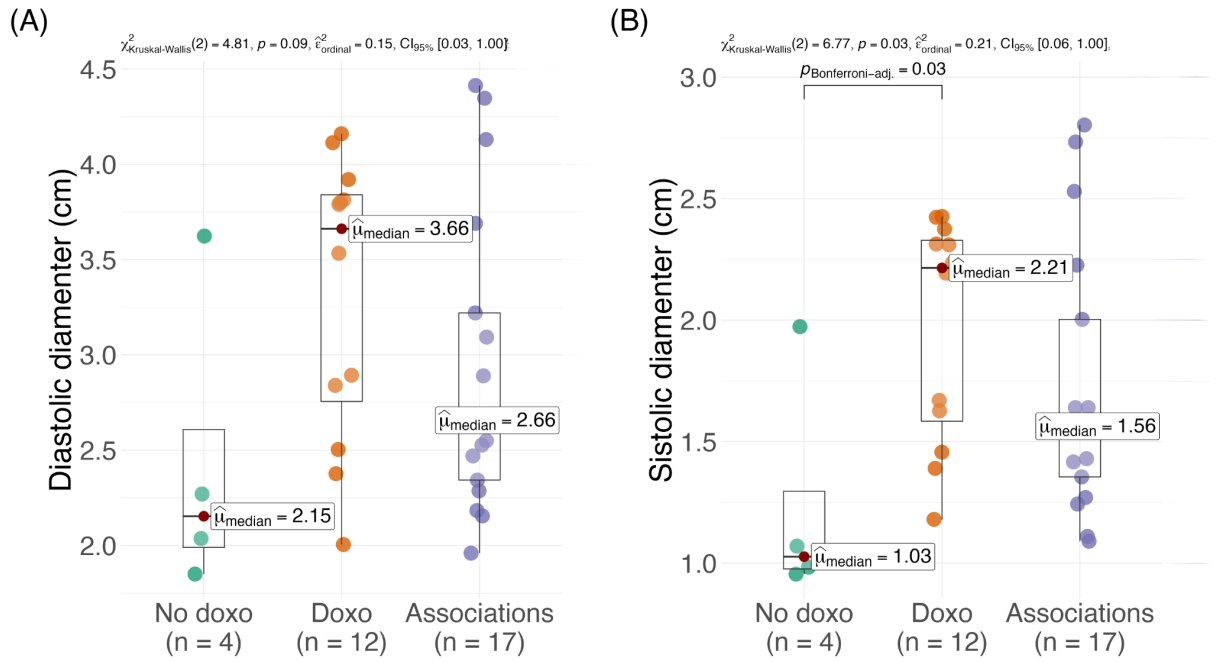 (A)
χ²Kruskal-Wallis(2) = 4.81, p = 0.09, ε̂²ordinal = 0.15, CI95% [0.03, 1.00]
Diastolic diamenter (cm)
4.5
4.0
3.5
3.0
2.5
2.0
μ̂median = 2.15
μ̂median = 3.66
μ̂median = 2.66
No doxo
(n = 4)
Doxo
(n = 12)
Associations
(n = 17)
(B)
χ²Kruskal-Wallis(2) = 6.77, p = 0.03, ε̂²ordinal = 0.21, CI95% [0.06, 1.00],
pBonferroni-adj. = 0.03
Sistolic diamenter (cm)
3.0
2.5
2.0
1.5
1.0
μ̂median = 1.03
μ̂median = 2.21
μ̂median = 1.56
No doxo
(n = 4)
Doxo
(n = 12)
Associations
(n = 17)